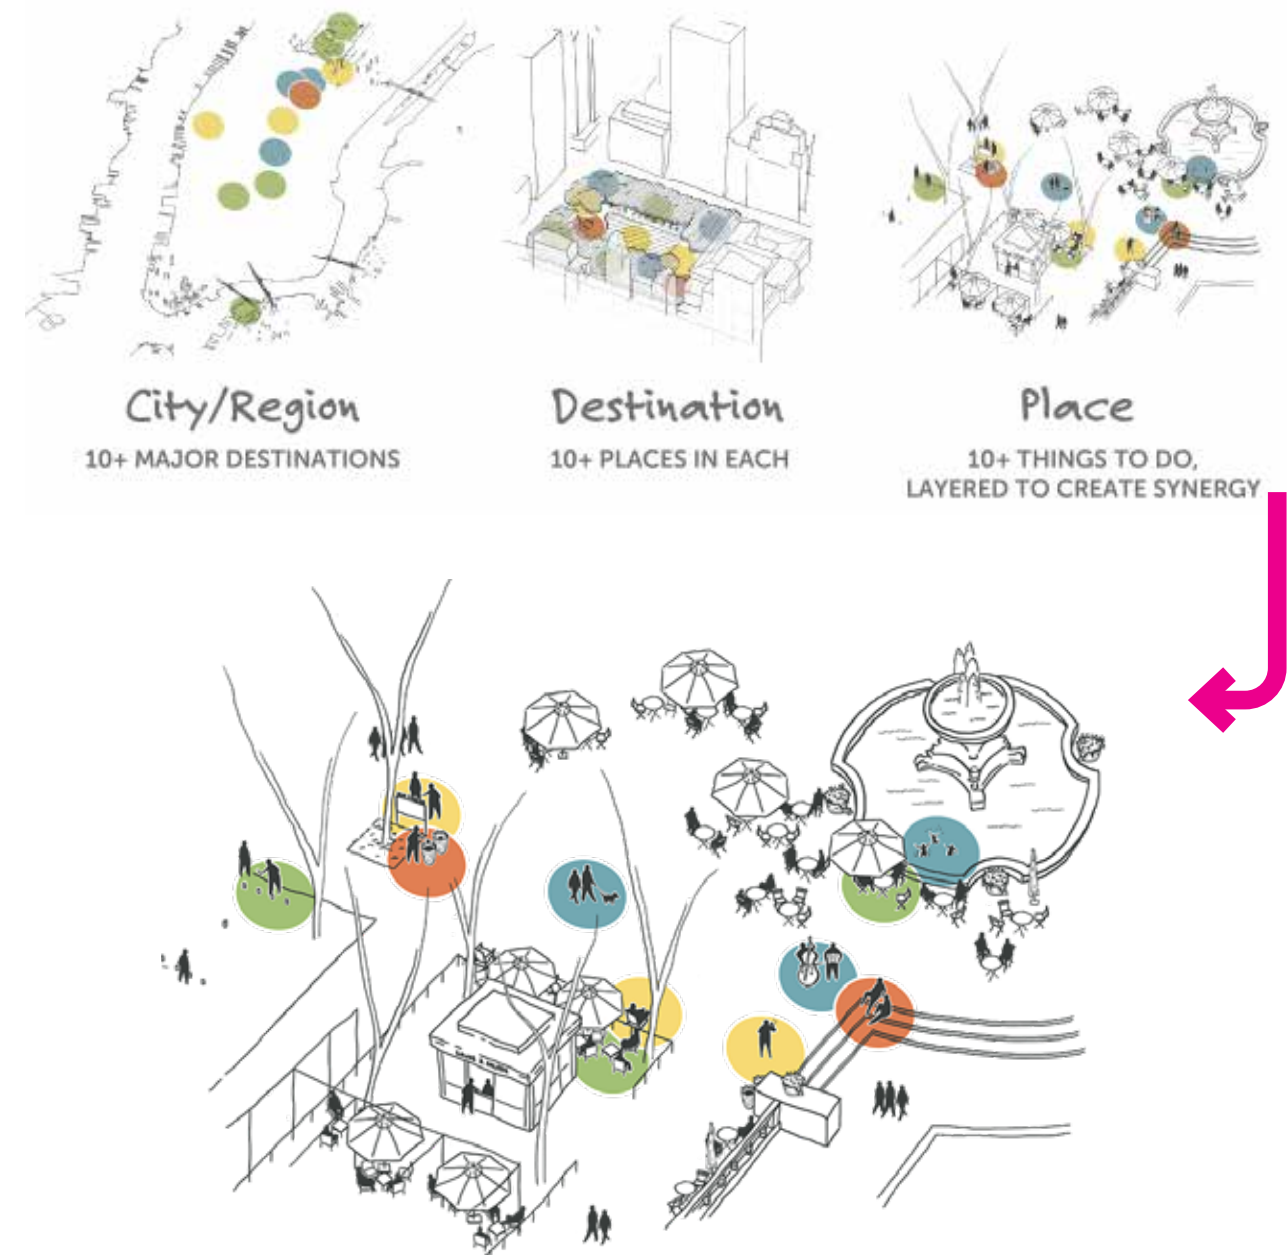 City/Region
10+ MAJOR DESTINATIONS
Destination
10+ PLACES IN EACH
Place
10+ THINGS TO DO,
LAYERED TO CREATE SYNERGY